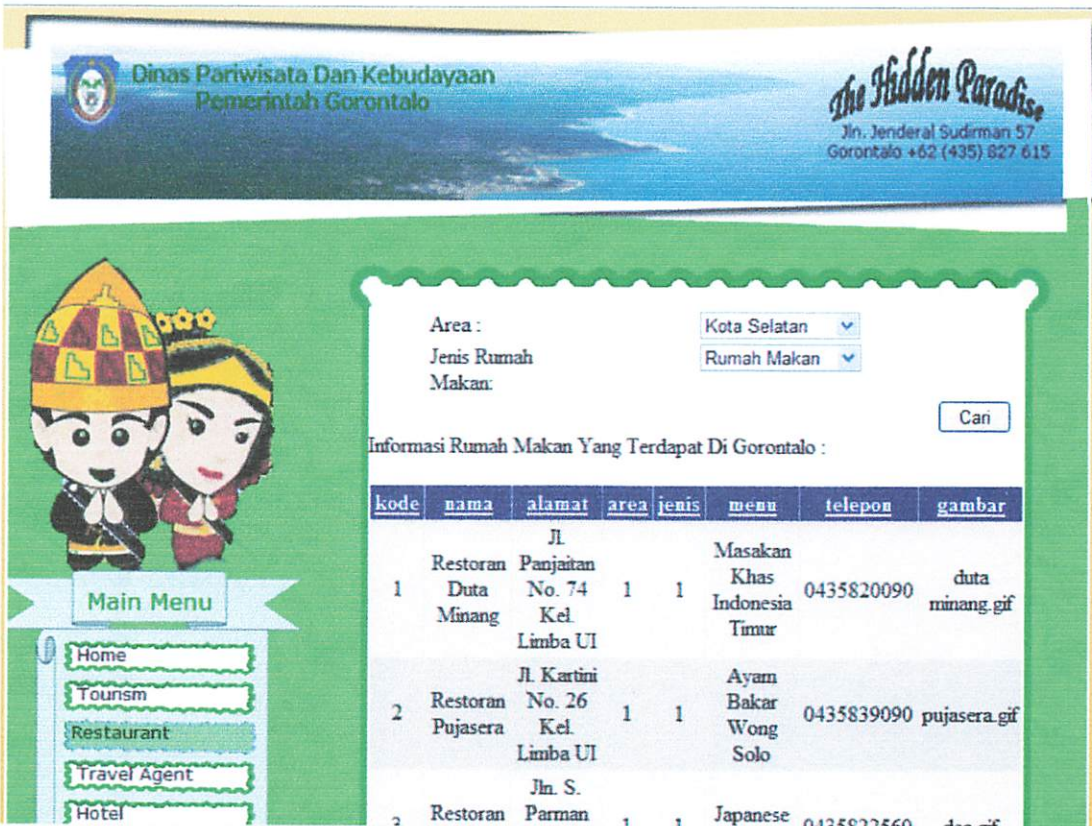 Dinas Pariwisata Dan Kebudayaan
Pemerintah Gorontalo
The Hidden Paradise
Jln. Jenderal Sudirman 57
Gorontalo +62 (435) 827 615
Area :
Kota Selatan
Jenis Rumah
Makan:
Rumah Makan
Cari
Informasi Rumah Makan Yang Terdapat Di Gorontalo :
kode nama alamat area jenis menu telepon gambar
1 Restoran Duta Minang Jl. Panjaitan No. 74 Kel. Limba UI 1 1 Masakan Khas Indonesia Timur 0435820090 duta minang.gif
2 Restoran Pujasera Jl. Kartini No. 26 Kel. Limba UI 1 1 Ayam Bakar Wong Solo 0435839090 pujasera.gif
3 Restoran Jln. S. Parman 1 1 Japanese
Main Menu
Home
Tourism
Restaurant
Travel Agent
Hotel